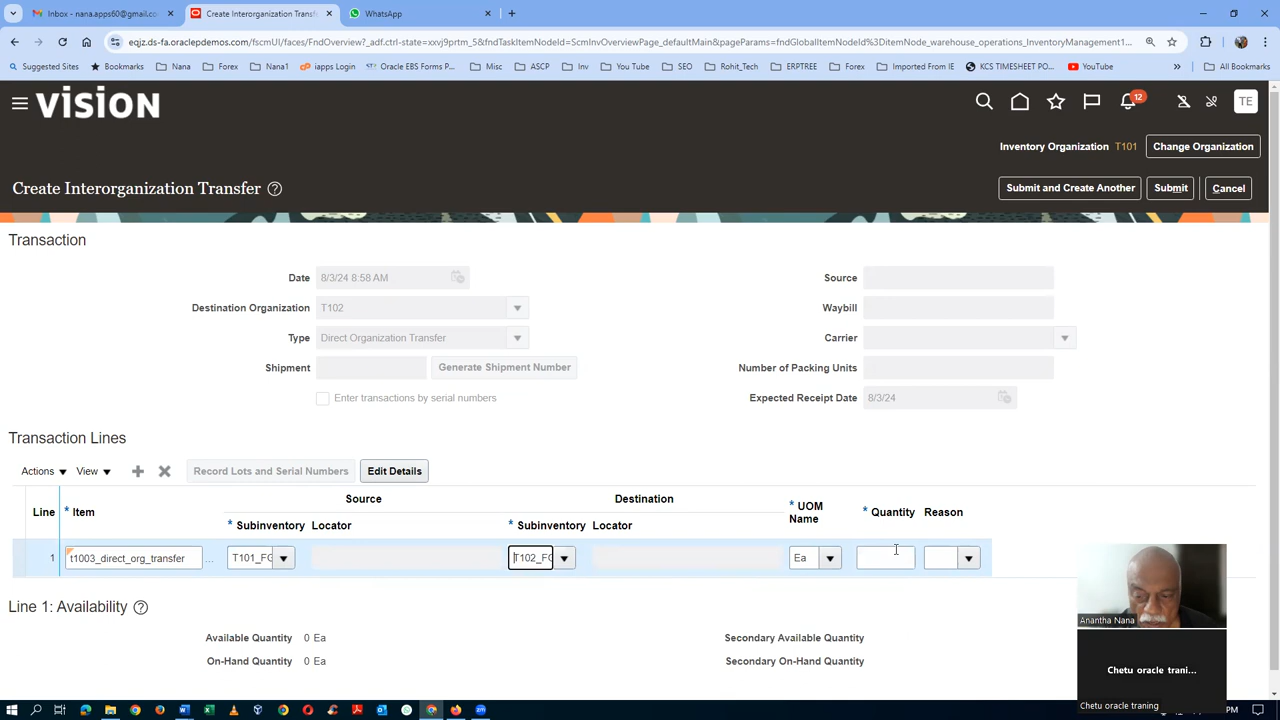 Inbox - nana.apps60@gmail.co
Create Interorganization Transfe
WhatsApp
eqjz.ds-fa.oraclepdemos.com/fscmUI/faces/FndOverview?_adf.ctrl-state=xxvj9prtm_5&fndTaskItemNodeId=ScmInvOverviewPage_defaultMain&pageParams=fndGlobalItemNodeId%3DitemNode_warehouse_operations_InventoryManagement1...
Suggested Sites
Bookmarks
Nana
Forex
Nana1
iapps Login
Oracle EBS Forms P...
Misc
ASCP
Inv
You Tube
SEO
Rohit_Tech
ERPTREE
Forex
Imported From IE
KCS TIMESHEET PO...
YouTube
All Bookmarks
VISION
12
TE
Inventory Organization T101
Change Organization
Create Interorganization Transfer
Submit and Create Another
Submit
Cancel
Transaction
Date 8/3/24 8:58 AM
Source
Destination Organization T102
Waybill
Type Direct Organization Transfer
Carrier
Shipment
Generate Shipment Number
Number of Packing Units
Enter transactions by serial numbers
Expected Receipt Date 8/3/24
Transaction Lines
Actions
View
Record Lots and Serial Numbers
Edit Details
Source
Destination
Line
* Item
* UOM Name
* Quantity
Reason
* Subinventory Locator
* Subinventory Locator
1 t1003_direct_org_transfer ... T101_FG T102_FG Ea
Line 1: Availability
Available Quantity 0 Ea
Secondary Available Quantity
On-Hand Quantity 0 Ea
Secondary On-Hand Quantity
Anantha Nana
Chetu oracle trani...
Chetu oracle traning